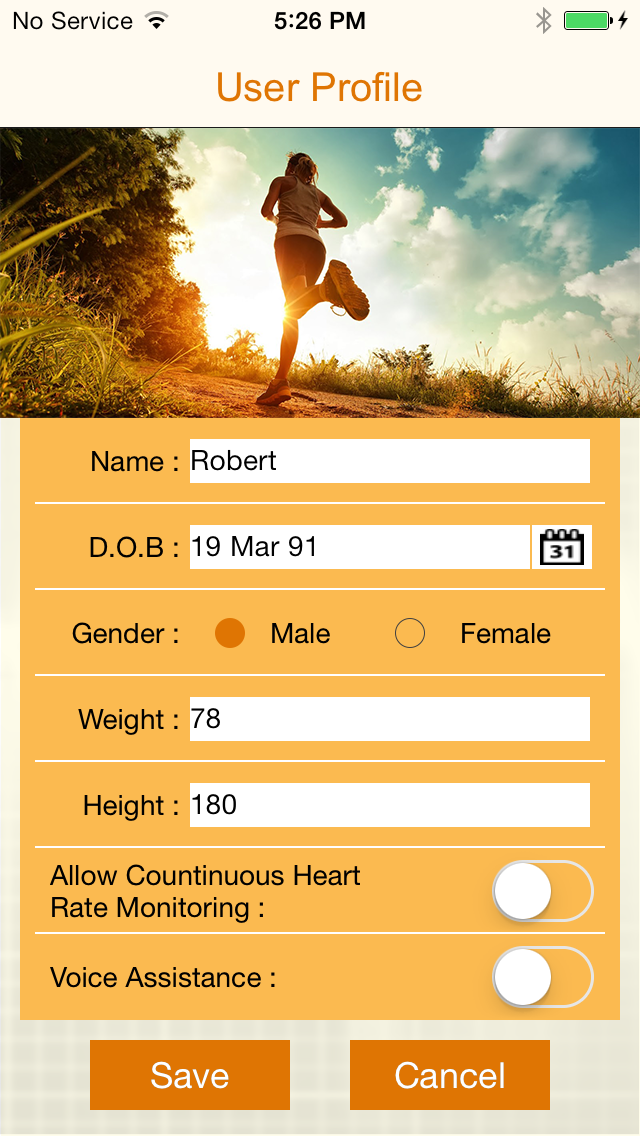 No Service 5:26 PM
User Profile
Name : Robert
D.O.B : 19 Mar 91 31
Gender : Male Female
Weight : 78
Height : 180
Allow Countinuous Heart
Rate Monitoring :
Voice Assistance :
Save Cancel